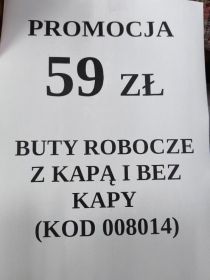 PROMOCJA
59 ZŁ
BUTY ROBOCZE
Z KAPĄ I BEZ
KAPY
(KOD 008014)